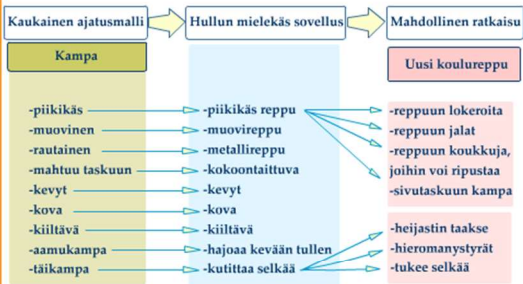 Kaukainen ajatusmalli
Hullun mielekäs sovellus
Mahdollinen ratkaisu
Kampa
Uusi koulureppu
-piikikäs
-muovinen
-rautainen
-mahtuu taskuun
-kevyt
-kova
-kiiltävä
-aamukampa
-täikampa
-piikikäs reppu
-muovireppu
-metallireppu
-kokoontaittuva
-kevyt
-kova
-kiiltävä
-hajoaa kevään tullen
-kutittaa selkää
-reppuun lokeroita
-reppuun jalat
-reppuun koukkuja,
joihin voi ripustaa
-sivutaskuun kampa
-heijastin taakse
-hieromanystyrät
-tukee selkää